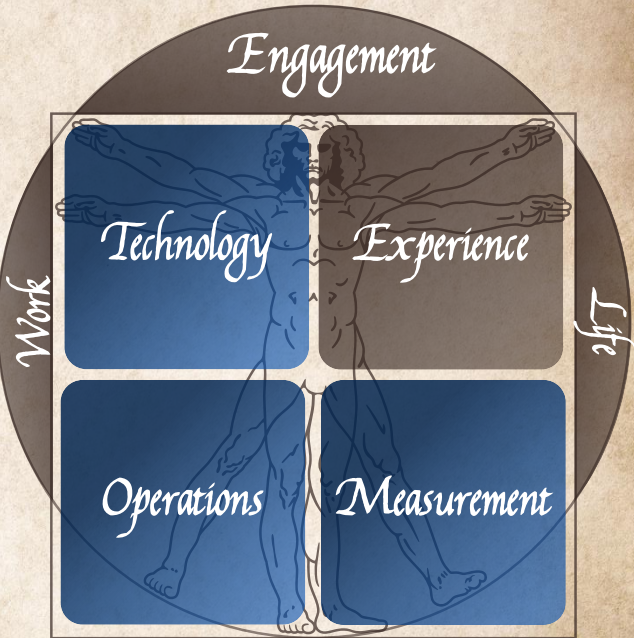 Engagement
Technology
Experience
Work
Life
Operations
Measurement